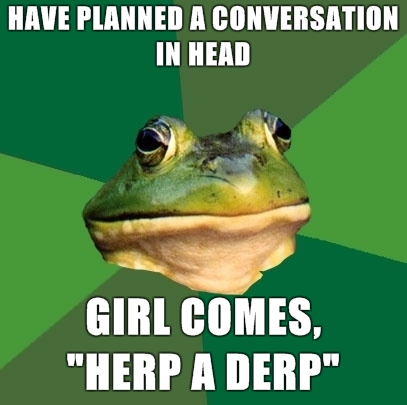 HAVE PLANNED A CONVERSATION
IN HEAD
GIRL COMES,
"HERP A DERP"